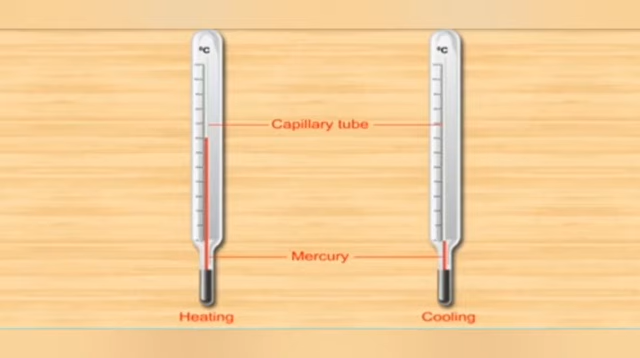 °C
°C
Capillary tube
Mercury
Heating
Cooling